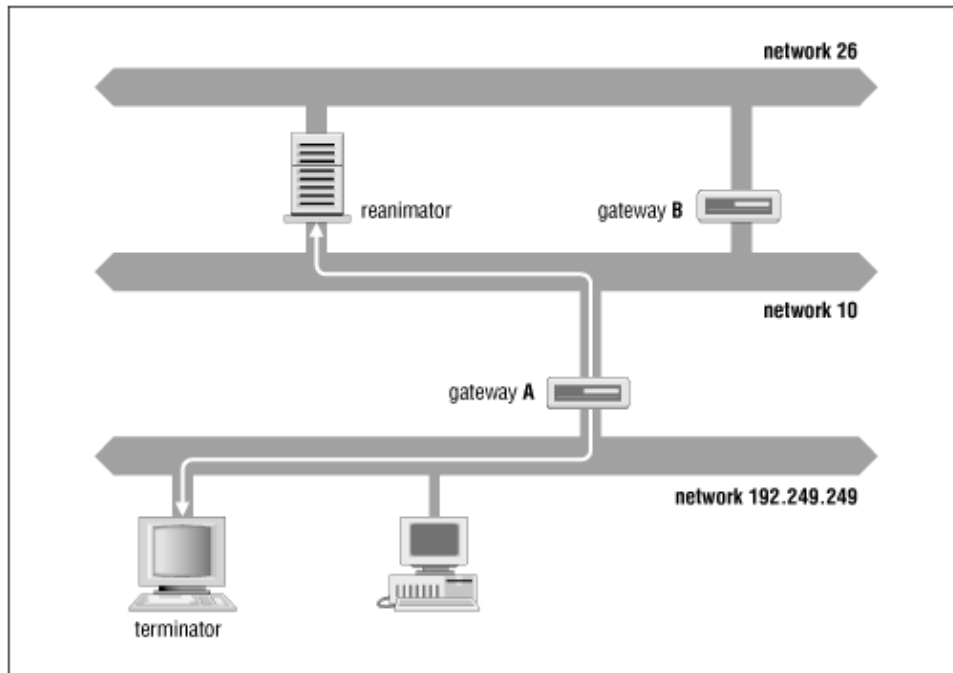 network 26
reanimator
gateway B
network 10
gateway A
network 192.249.249
terminator